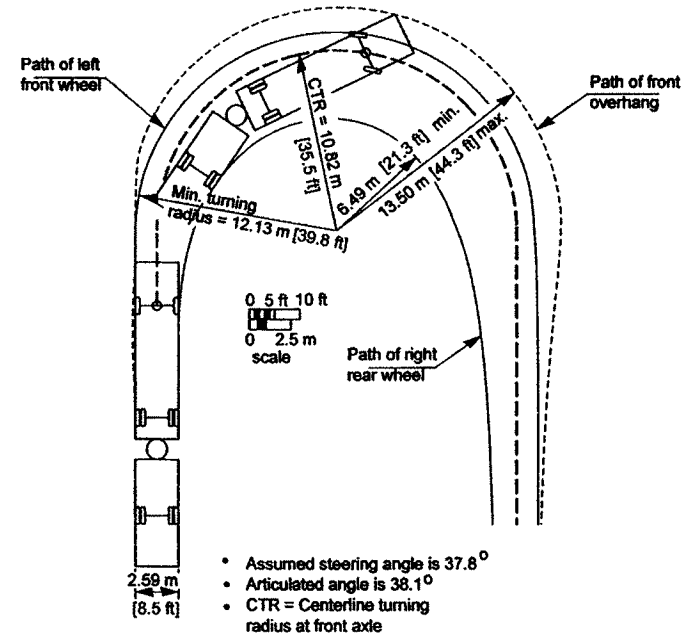 Path of left
front wheel
Path of front
overhang
CTR = 10.82 m
[35.5 ft]
6.49 m [21.3 ft] min.
13.50 m [44.3 ft] max.
Min. turning
radius = 12.13 m [39.8 ft]
0 5 ft 10 ft
0 2.5 m
scale
Path of right
rear wheel
2.59 m
[8.5 ft]
• Assumed steering angle is 37.8°
• Articulated angle is 38.1°
• CTR = Centerline turning
radius at front axle